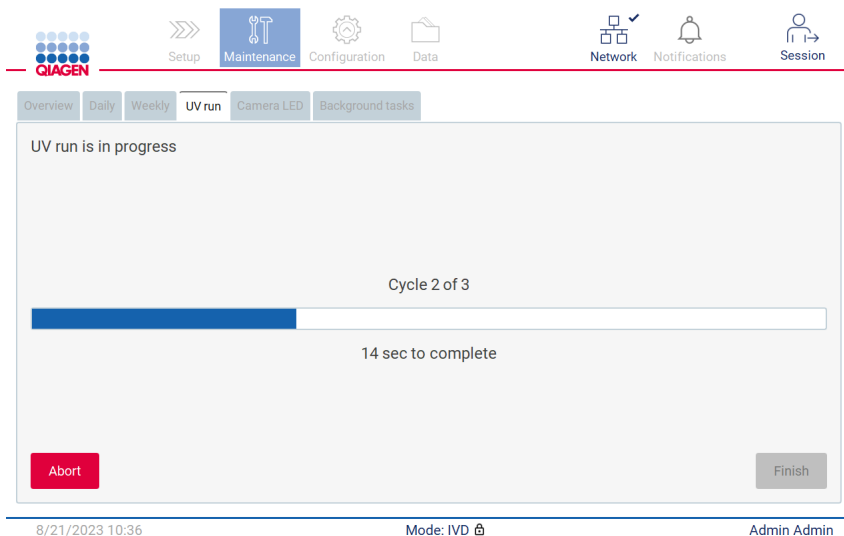 QIAGEN
Setup Maintenance Configuration Data Network Notifications Session
Overview Daily Weekly UV run Camera LED Background tasks
UV run is in progress
Cycle 2 of 3
14 sec to complete
Abort Finish
8/21/2023 10:36 Mode: IVD Admin Admin